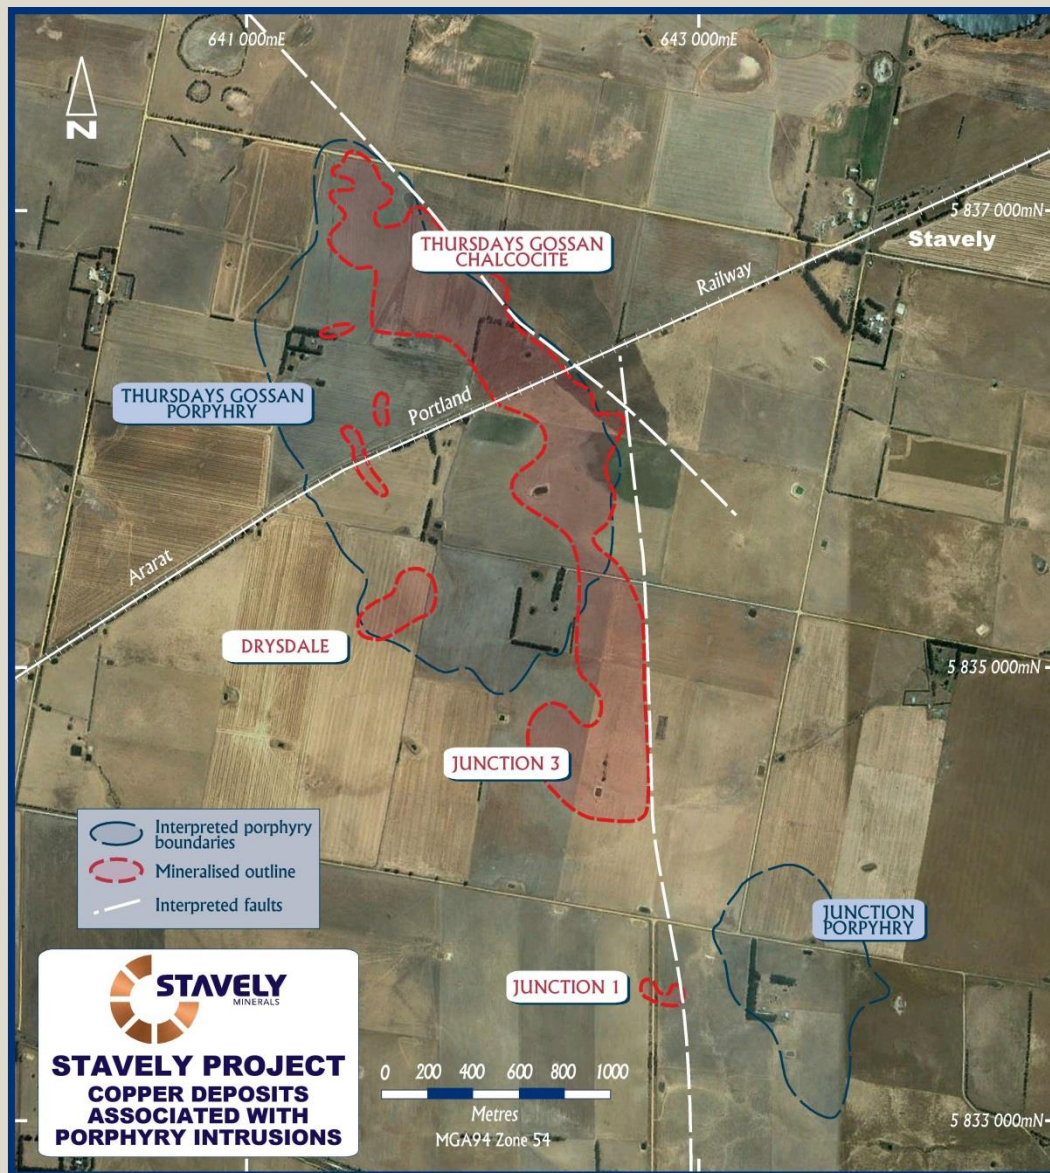 641 000mE
643 000mE
N
5 837 000mN
Stavely
THURSDAYS GOSSAN
CHALCOCITE
Railway
THURSDAYS GOSSAN
PORPYHRY
Portland
Ararat
DRYSDALE
5 835 000mN
JUNCTION 3
Interpreted porphyry
boundaries
Mineralised outline
Interpreted faults
JUNCTION
PORPYHRY
JUNCTION 1
STAVELY
MINERALS
STAVELY PROJECT
COPPER DEPOSITS
ASSOCIATED WITH
PORPHYRY INTRUSIONS
0 200 400 600 800 1000
Metres
MGA94 Zone 54
5 833 000mN